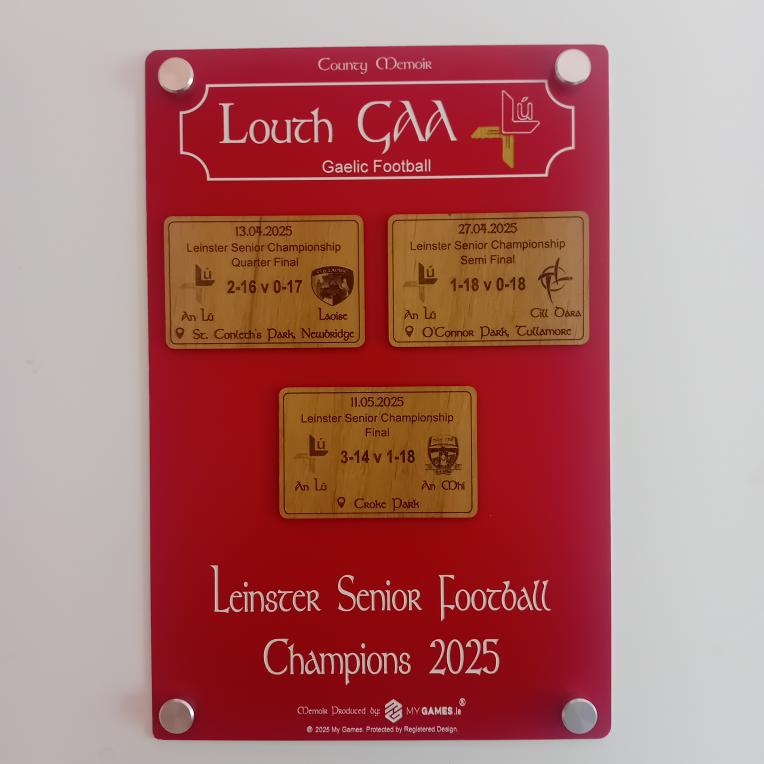 County Memoir
Louth GAA
Lú
Gaelic Football
13.04.2025
Leinster Senior Championship
Quarter Final
Lú
2-16 v 0-17
An Lú
Laoise
St. Conleth's Park, Newbridge
27.04.2025
Leinster Senior Championship
Semi Final
Lú
1-18 v 0-18
An Lú
Cill Dara
O'Connor Park, Tullamore
11.05.2025
Leinster Senior Championship
Final
Lú
3-14 v 1-18
An Lú
An Mhí
Croke Park
Leinster Senior Football
Champions 2025
Memoir Produced by: MY GAMES.ie ®
© 2025 My Games. Protected by Registered Design.